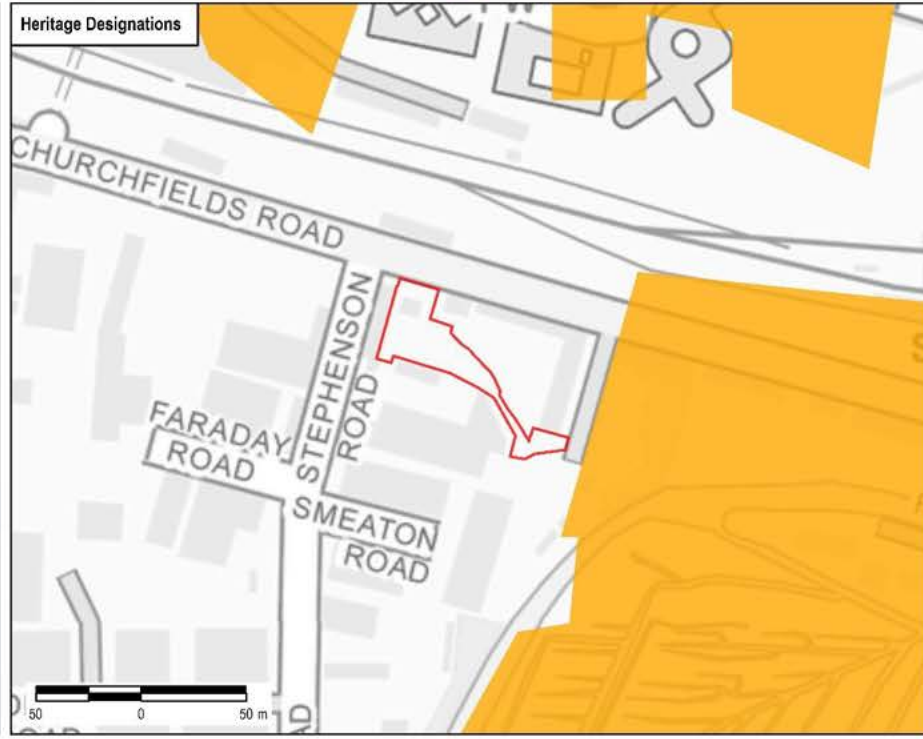 Heritage Designations
CHURCHFIELDS ROAD
STEPHENSON
ROAD
FARADAY
ROAD
SMEATON
ROAD
50
0
50 m